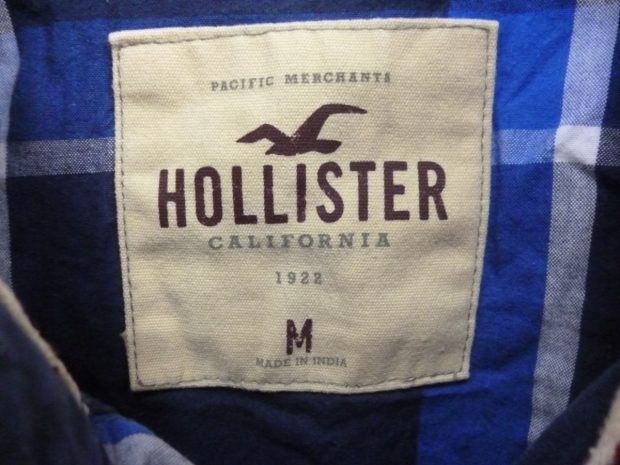 PACIFIC MERCHANTS
HOLLISTER
CALIFORNIA
1922
M
MADE IN INDIA